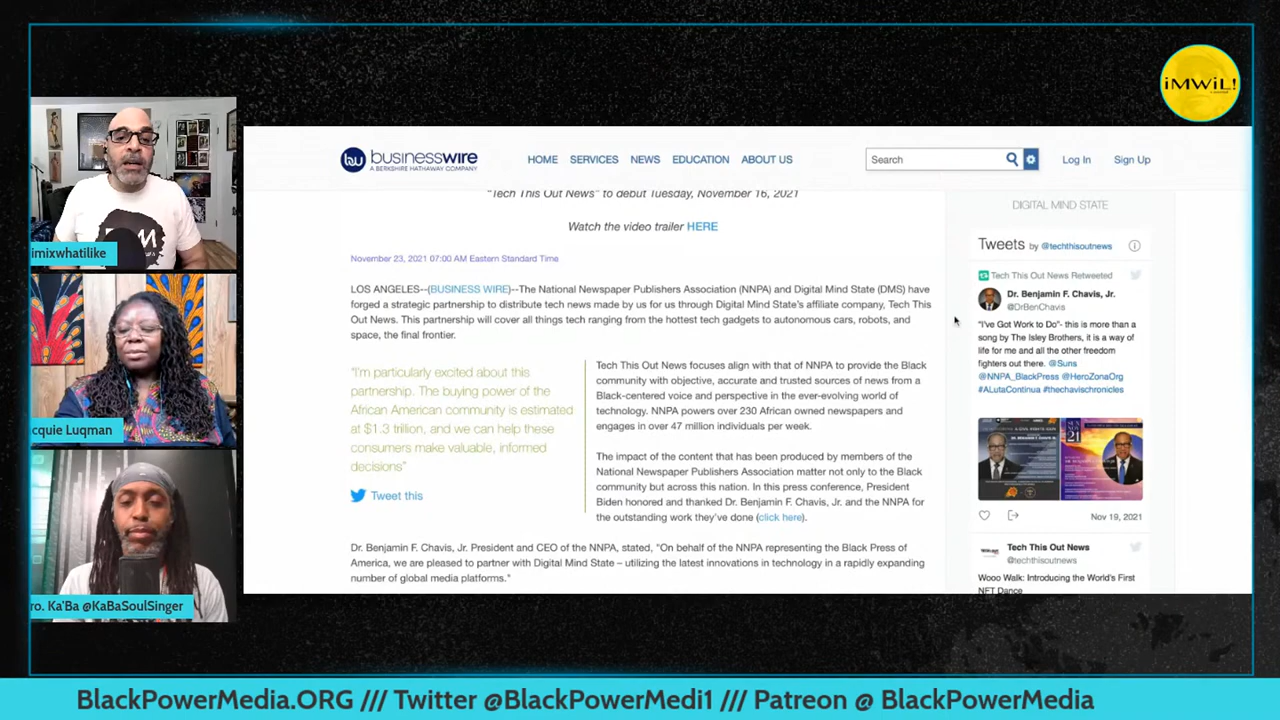 iMWiL!
imixwhatilike
cquie Luqman
ro. Ka'Ba @KaBaSoulSinger
bw businesswire
A BERKSHIRE HATHAWAY COMPANY
HOME SERVICES NEWS EDUCATION ABOUT US
Search
Log In Sign Up
"Tech This Out News" to debut Tuesday, November 16, 2021
Watch the video trailer HERE
November 23, 2021 07:00 AM Eastern Standard Time
LOS ANGELES--(BUSINESS WIRE)--The National Newspaper Publishers Association (NNPA) and Digital Mind State (DMS) have
forged a strategic partnership to distribute tech news made by us for us through Digital Mind State's affiliate company, Tech This
Out News. This partnership will cover all things tech ranging from the hottest tech gadgets to autonomous cars, robots, and
space, the final frontier.
"I'm particularly excited about this
partnership. The buying power of the
African American community is estimated
at $1.3 trillion, and we can help these
consumers make valuable, informed
decisions"
Tweet this
Tech This Out News focuses align with that of NNPA to provide the Black
community with objective, accurate and trusted sources of news from a
Black-centered voice and perspective in the ever-evolving world of
technology. NNPA powers over 230 African owned newspapers and
engages in over 47 million individuals per week.
The impact of the content that has been produced by members of the
National Newspaper Publishers Association matter not only to the Black
community but across this nation. In this press conference, President
Biden honored and thanked Dr. Benjamin F. Chavis, Jr. and the NNPA for
the outstanding work they've done (click here).
Dr. Benjamin F. Chavis, Jr. President and CEO of the NNPA, stated, "On behalf of the NNPA representing the Black Press of
America, we are pleased to partner with Digital Mind State – utilizing the latest innovations in technology in a rapidly expanding
number of global media platforms."
DIGITAL MIND STATE
Tweets by @techthisoutnews
Tech This Out News Retweeted
Dr. Benjamin F. Chavis, Jr.
@DrBenChavis
"I've Got Work to Do"- this is more than a
song by The Isley Brothers, it is a way of
life for me and all the other freedom
fighters out there. @Suns
@NNPA_BlackPress @HeroZonaOrg
#ALutaContinua #thechavischronicles
Nov 19, 2021
Tech This Out News
@techthisoutnews
Wooo Walk: Introducing the World's First
NFT Dance
BlackPowerMedia.ORG /// Twitter @BlackPowerMedi1 /// Patreon @ BlackPowerMedia